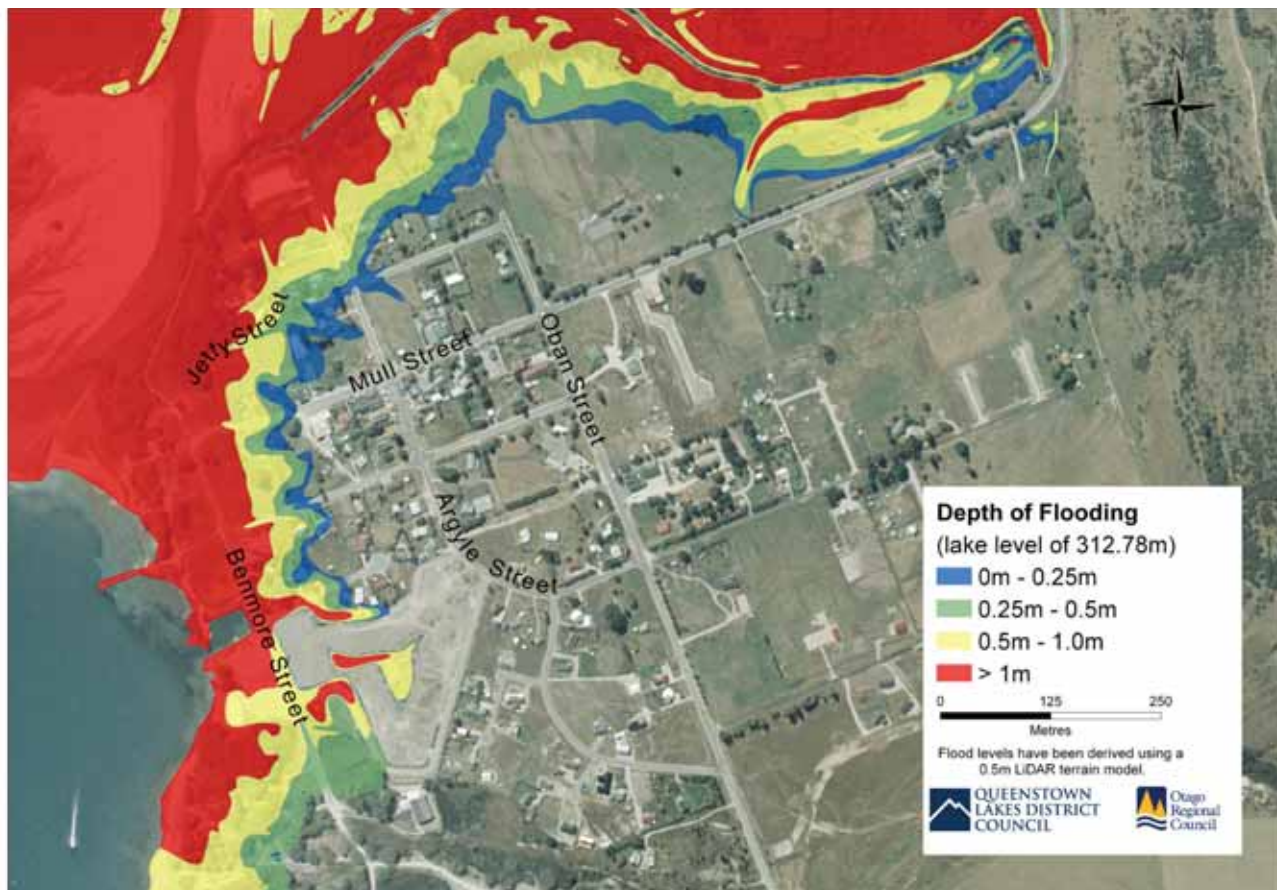 Jetty Street
Mull Street
Oban Street
Argyle Street
Benmore Street
Depth of Flooding
(lake level of 312.78m)
0m - 0.25m
0.25m - 0.5m
0.5m - 1.0m
> 1m
0 125 250
Metres
Flood levels have been derived using a
0.5m LiDAR terrain model.
QUEENSTOWN
LAKES DISTRICT
COUNCIL
Otago
Regional
Council